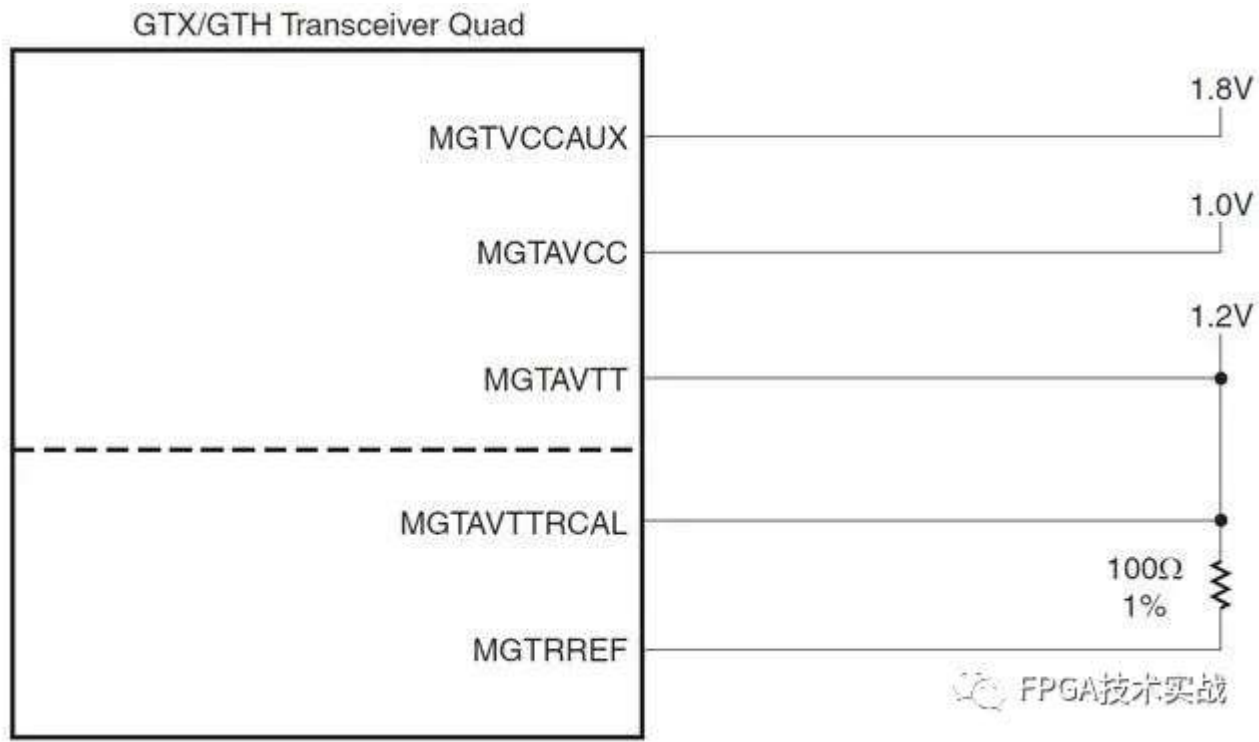 GTX/GTH Transceiver Quad
1.8V
MGTVCCAUX
1.0V
MGTAVCC
1.2V
MGTAVTT
MGTAVTTRCAL
100Ω
1%
MGTRREF
FPGA技术实战